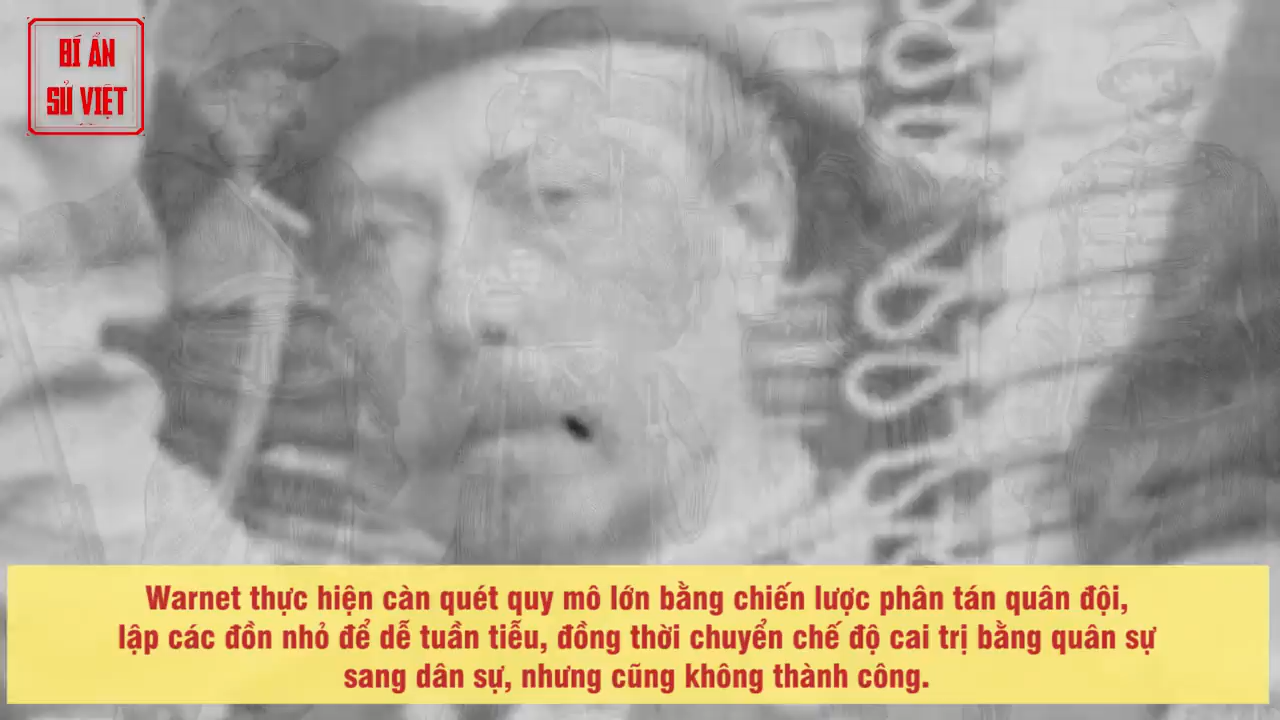 BÍ ẨN
SỬ VIỆT
Warnet thực hiện càn quét quy mô lớn bằng chiến lược phân tán quân đội,
lập các đồn nhỏ để dễ tuần tiễu, đồng thời chuyển chế độ cai trị bằng quân sự
sang dân sự, nhưng cũng không thành công.